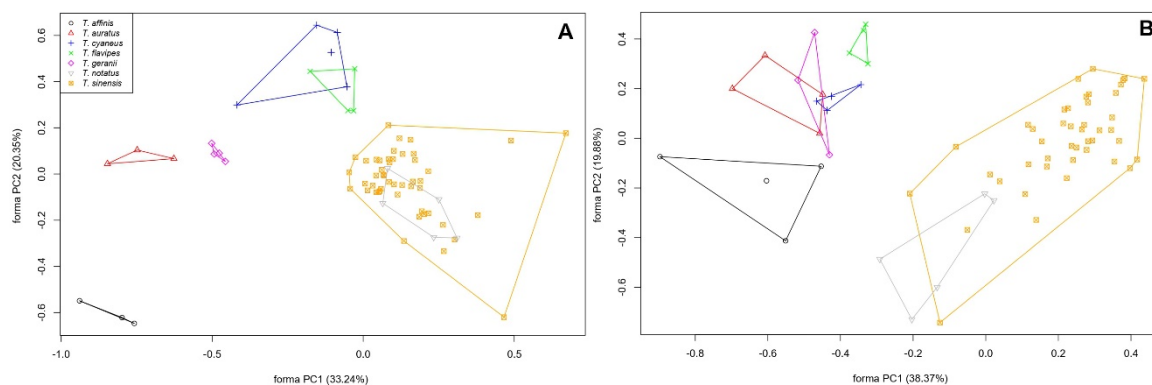 A
T. affinis
T. auratus
T. cyaneus
T. flavipes
T. geranii
T. notatus
T. sinensis
0.6
0.4
0.2
0.0
-0.2
-0.4
-0.6
forma PC2 (20.35%)
-1.0 -0.5 0.0 0.5
forma PC1 (33.24%)
B
0.4
0.2
0.0
-0.2
-0.4
-0.6
forma PC2 (19.88%)
-0.8 -0.6 -0.4 -0.2 0.0 0.2 0.4
forma PC1 (38.37%)